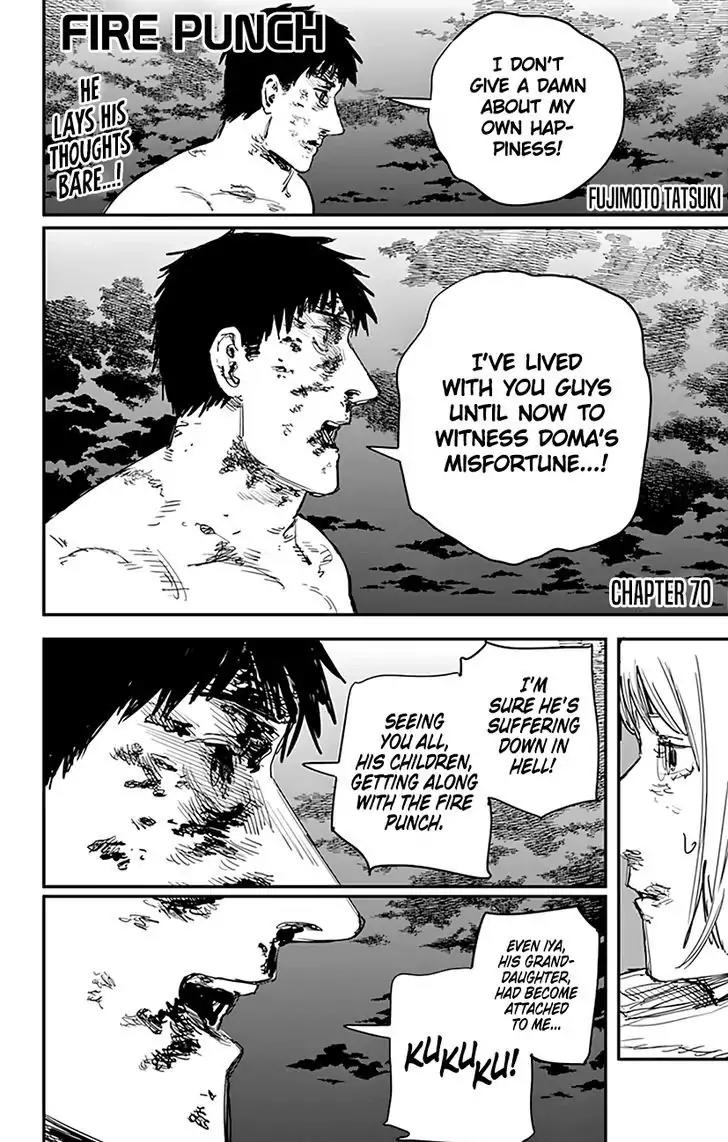 FIRE PUNCH
HE
LAYS HIS
THOUGHTS
BARE...!
I DON'T
GIVE A DAMN
ABOUT MY
OWN HAP-
PINESS!
FUJIMOTO TATSUKI
I'VE LIVED
WITH YOU GUYS
UNTIL NOW TO
WITNESS DOMA'S
MISFORTUNE...!
CHAPTER 70
I'M
SURE HE'S
SUFFERING
DOWN IN
HELL!
SEEING
YOU ALL,
HIS CHILDREN,
GETTING ALONG
WITH THE FIRE
PUNCH.
EVEN IYA,
HIS GRAND-
DAUGHTER,
HAD BECOME
ATTACHED
TO ME...
KUKUKU!